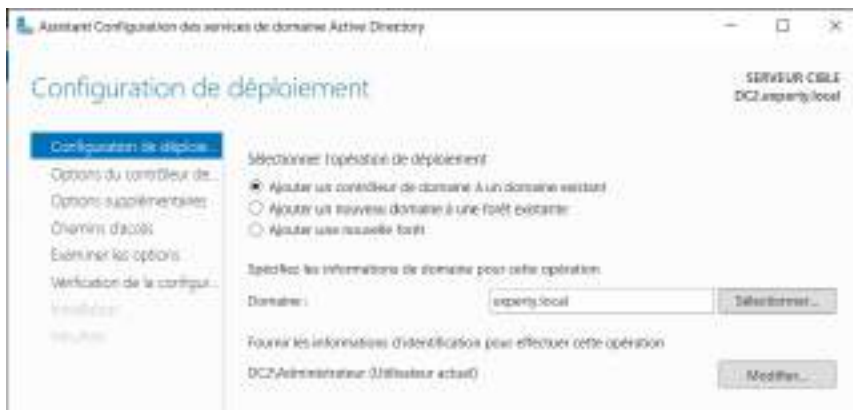 Assistant Configuration des services de domaine Active Directory
Configuration de déploiement
SERVEUR CIBLE
DC2.experty.local
Configuration de déploie...
Options du contrôleur de...
Options supplémentaires
Chemins d'accès
Examiner les options
Vérification de la configur...
Installation
Résultats
Sélectionner l'opération de déploiement
Ajouter un contrôleur de domaine à un domaine existant
Ajouter un nouveau domaine à une forêt existante
Ajouter une nouvelle forêt
Spécifiez les informations de domaine pour cette opération
Domaine :
experty.local
Sélectionner...
Fournir les informations d'identification pour effectuer cette opération
DC2\Administrateur (Utilisateur actuel)
Modifier...